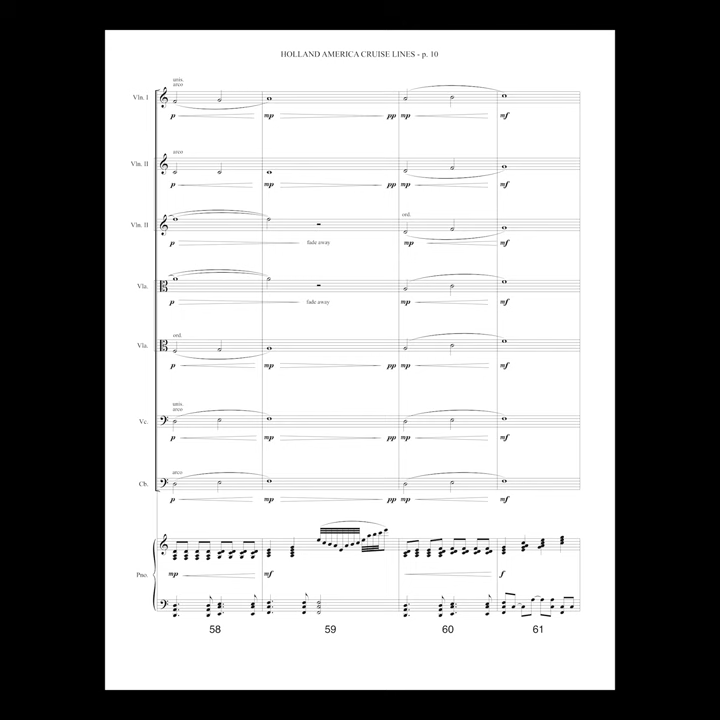 HOLLAND AMERICA CRUISE LINES - p. 10
unis.
arco
Vln. I
p mp pp mp mf
arco
Vln. II
p mp pp mp mf
ord.
Vln. II
p fade away mp mf
Vla.
p fade away mp mf
ord.
Vla.
p mp pp mp mf
unis.
arco
Vc.
p mp pp mp mf
arco
Cb.
p mp pp mp mf
Pno.
mp mf f
58 59 60 61